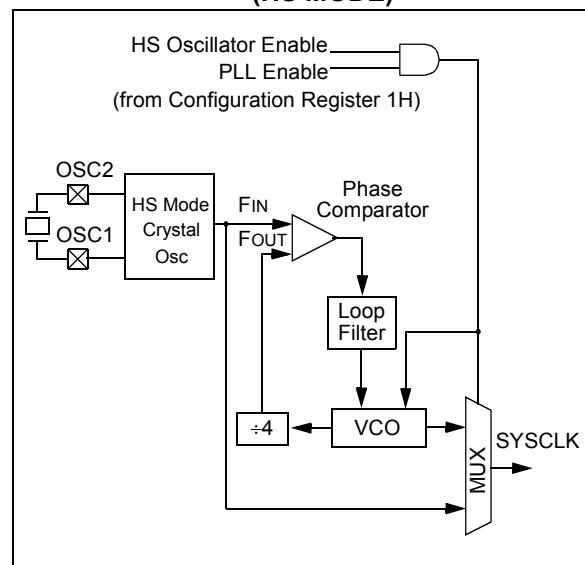 (HS MODE)
HS Oscillator Enable
PLL Enable
(from Configuration Register 1H)
OSC2
OSC1
HS Mode
Crystal
Osc
FIN
FOUT
Phase
Comparator
Loop
Filter
÷4
VCO
MUX
SYSCLK